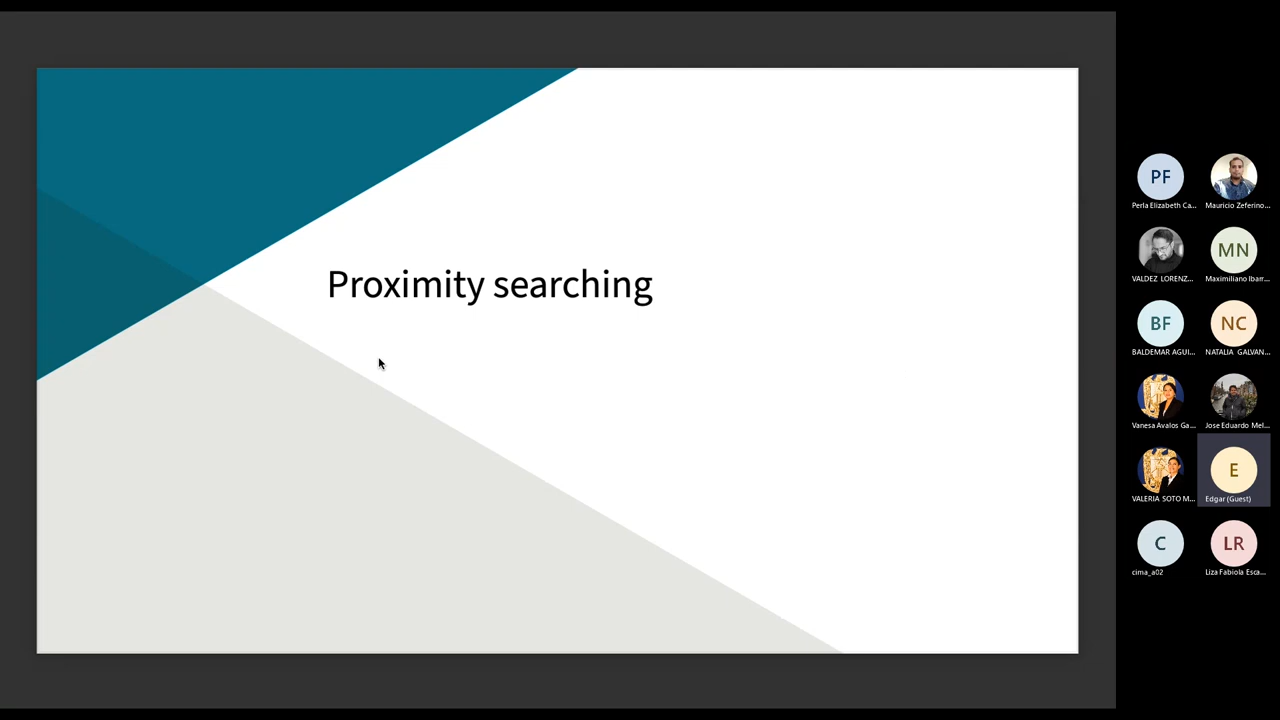 Proximity searching
PF
Perla Elizabeth Ca...
Mauricio Zeferino...
VALDEZ LORENZ...
MN
Maximiliano Ibarr...
BF
BALDEMAR AGUI...
NC
NATALIA GALVAN...
Vanesa Avalos Ga...
Jose Eduardo Mel...
VALERIA SOTO M...
E
Edgar (Guest)
C
cima_a02
LR
Liza Fabiola Esca...